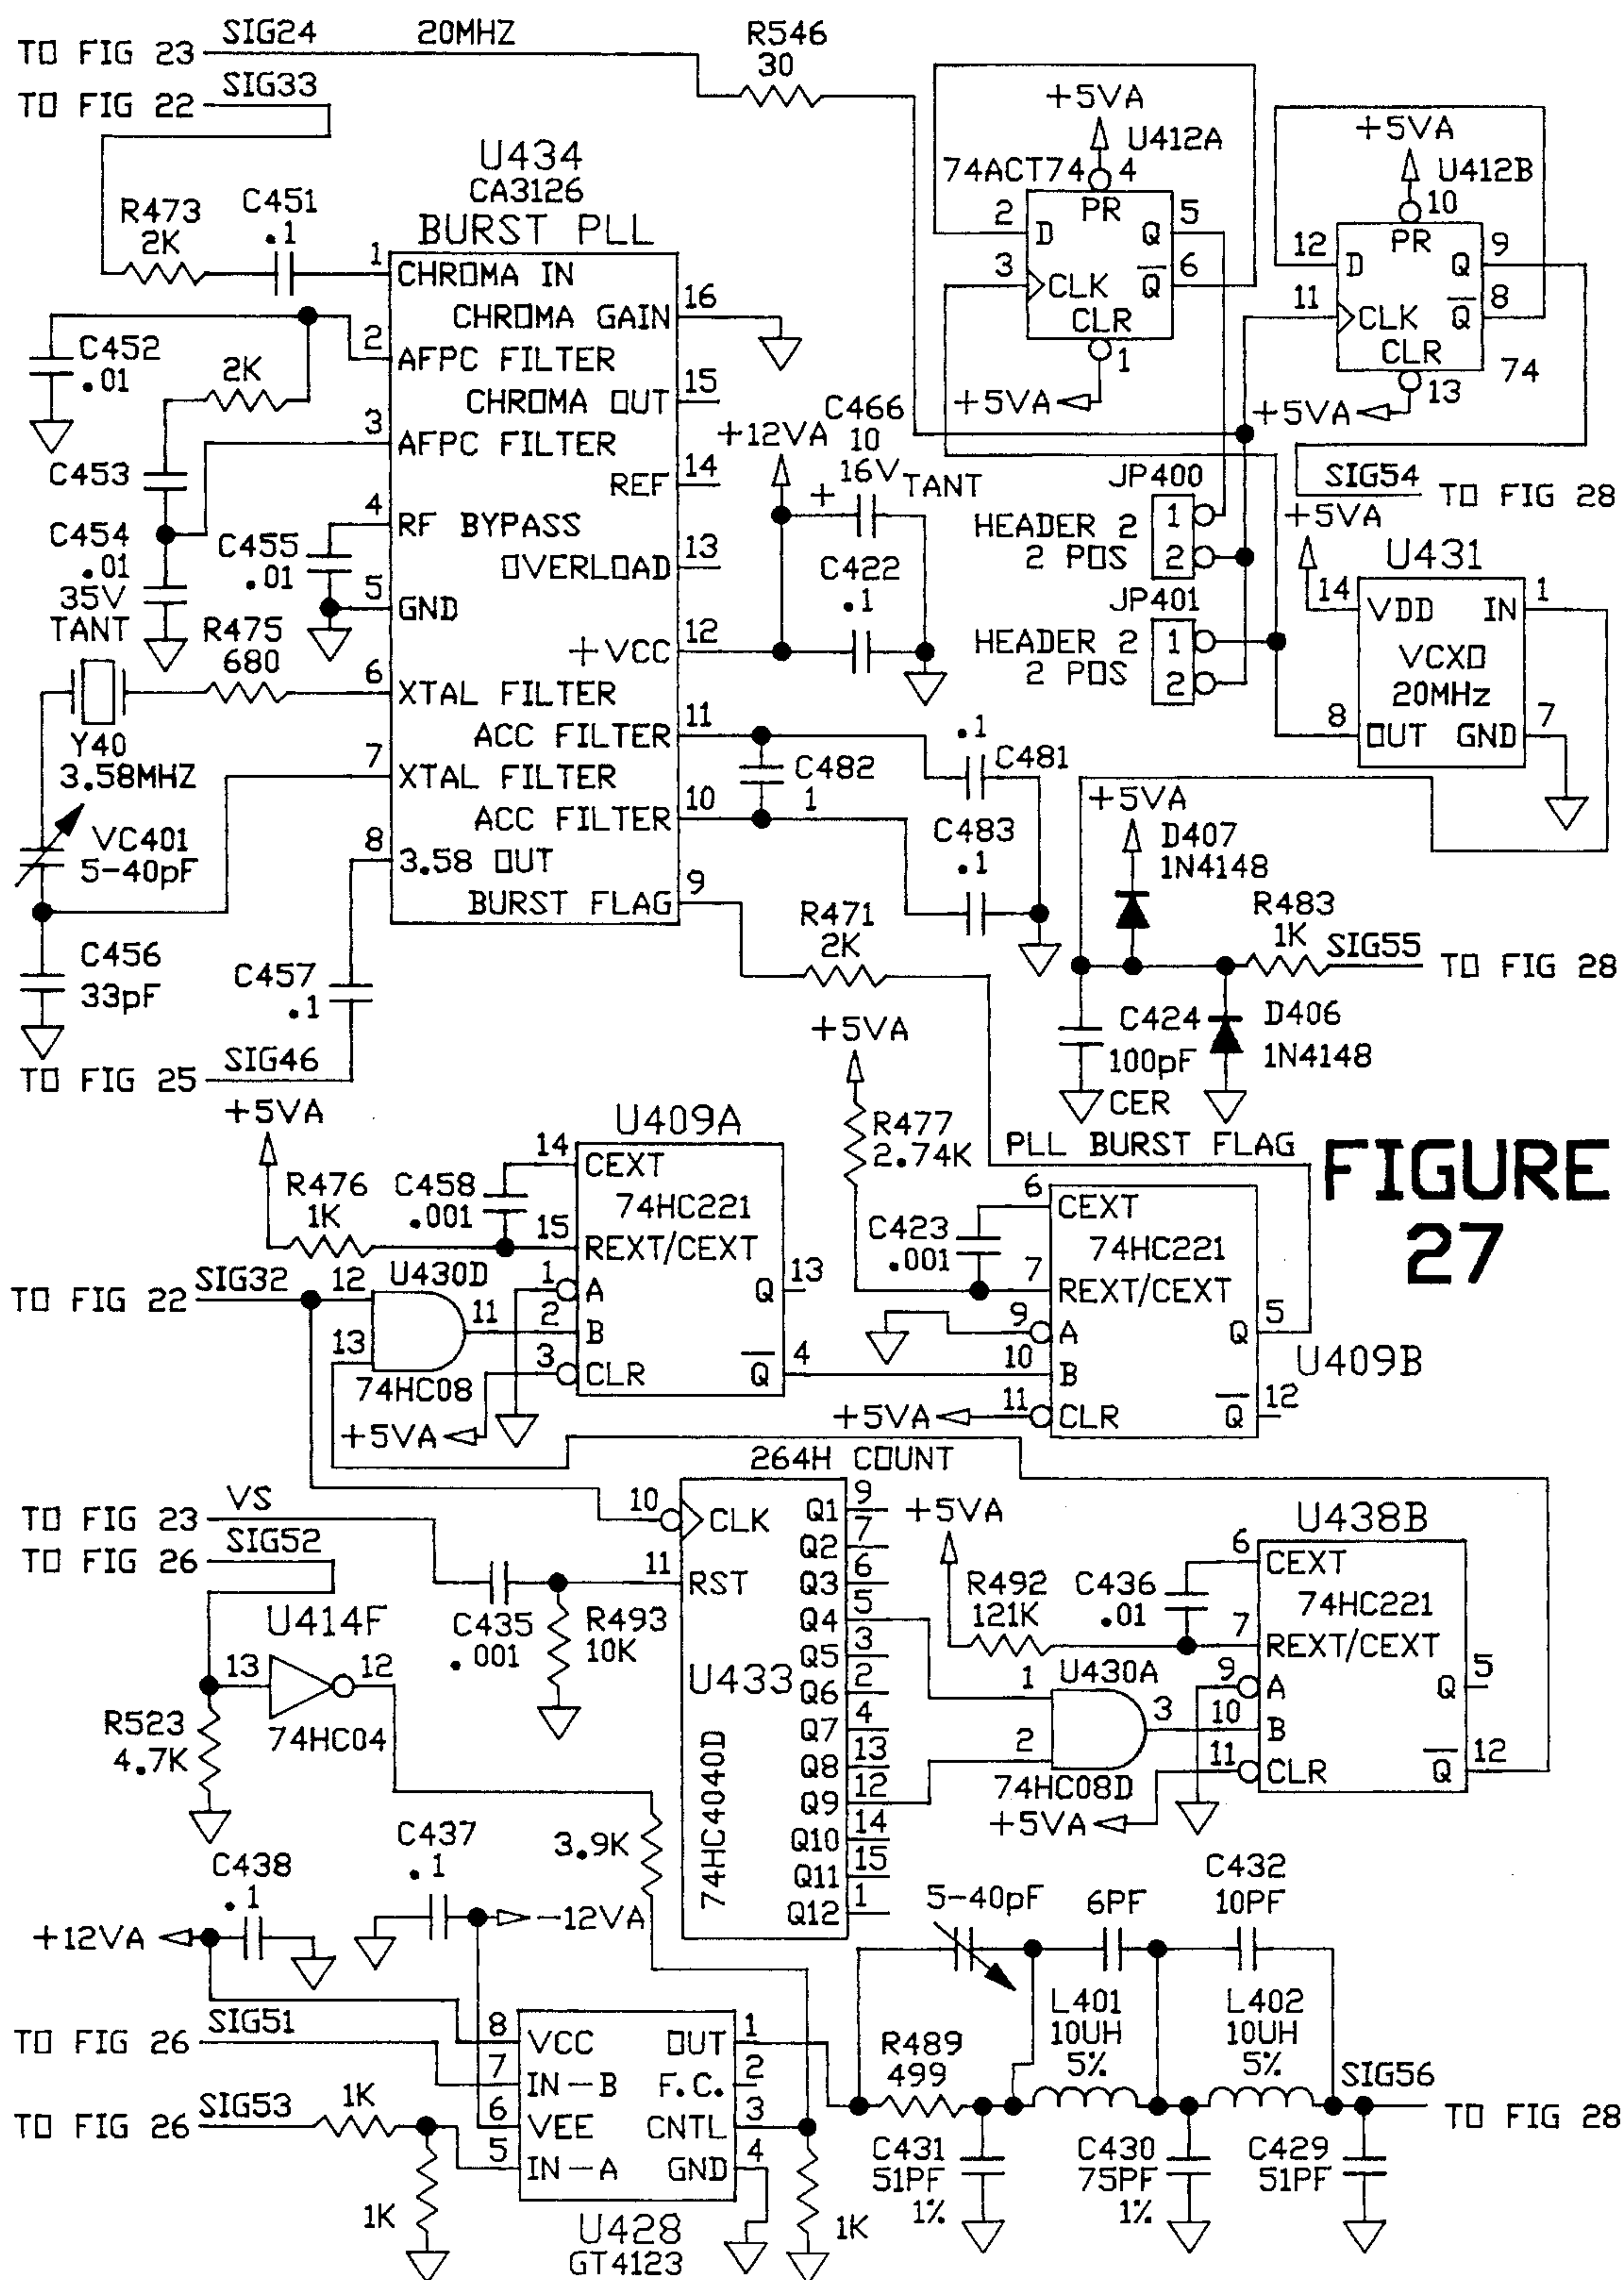 TO FIG 23 SIG24 20MHZ
R546
30
TO FIG 22 SIG33
U434
CA3126
BURST PLL
R473
2K
C451
.1
1 CHROMA IN
CHROMA GAIN 16
2 AFPC FILTER
CHROMA OUT 15
3 AFPC FILTER
REF 14
4 RF BYPASS
OVERLOAD 13
5 GND
+VCC 12
6 XTAL FILTER
ACC FILTER 11
7 XTAL FILTER
ACC FILTER 10
8 3.58 OUT
BURST FLAG 9
C452
.01
2K
C453
C454
.01
35V
TANT
C455
.01
R475
680
Y40
3.58MHZ
VC401
5-40pF
C456
33pF
C457
.1
TO FIG 25 SIG46
+12VA
C466
10
16V TANT
+
C422
.1
C482
1
.1
C481
C483
.1
R471
2K
+5VA
U412A
74ACT74 4
PR
2 D Q 5
3 CLK Q 6
CLR
1
+5VA
+5VA
U412B
10
PR
12 D Q 9
11 CLK Q 8
CLR
13 74
+5VA
SIG54 TO FIG 28
JP400
HEADER 2
2 POS
1
2
JP401
HEADER 2
2 POS
1
2
+5VA
U431
14 VDD IN 1
VCXO
20MHz
8 OUT GND 7
+5VA
D407
1N4148
R483
1K
SIG55 TO FIG 28
C424
100pF
CER
D406
1N4148
PLL BURST FLAG
FIGURE
27
+5VA
R476
1K
C458
.001
U409A
14 CEXT
74HC221
15 REXT/CEXT
1 A Q 13
2 B
3 CLR Q 4
TO FIG 22 SIG32
12 U430D
11
13
74HC08
+5VA
+5VA
R477
2.74K
C423
.001
6 CEXT
74HC221
7 REXT/CEXT
9 A Q 5
10 B
11 CLR Q 12
U409B
+5VA
264H COUNT
TO FIG 23 VS
TO FIG 26 SIG52
10 CLK
11 RST
U433
74HC4040D
Q1 9
Q2 7
Q3 6
Q4 5
Q5 3
Q6 2
Q7 4
Q8 13
Q9 12
Q10 14
Q11 15
Q12 1
C435
.001
R493
10K
U414F
13 12
74HC04
R523
4.7K
3.9K
+5VA
R492
121K
C436
.01
U430A
1
2
3
74HC08D
U438B
6 CEXT
74HC221
7 REXT/CEXT
9 A Q 5
10 B
11 CLR Q 12
+5VA
C438
.1
+12VA
C437
.1
-12VA
TO FIG 26 SIG51
TO FIG 26 SIG53
1K
1K
8 VCC OUT 1
7 IN-B F.C. 2
6 VEE CNTL 3
5 IN-A GND 4
U428
GT4123
1K
5-40pF
6PF
C432
10PF
R489
499
L401
10UH
5%
L402
10UH
5%
SIG56 TO FIG 28
C431
51PF
1%
C430
75PF
1%
C429
51PF